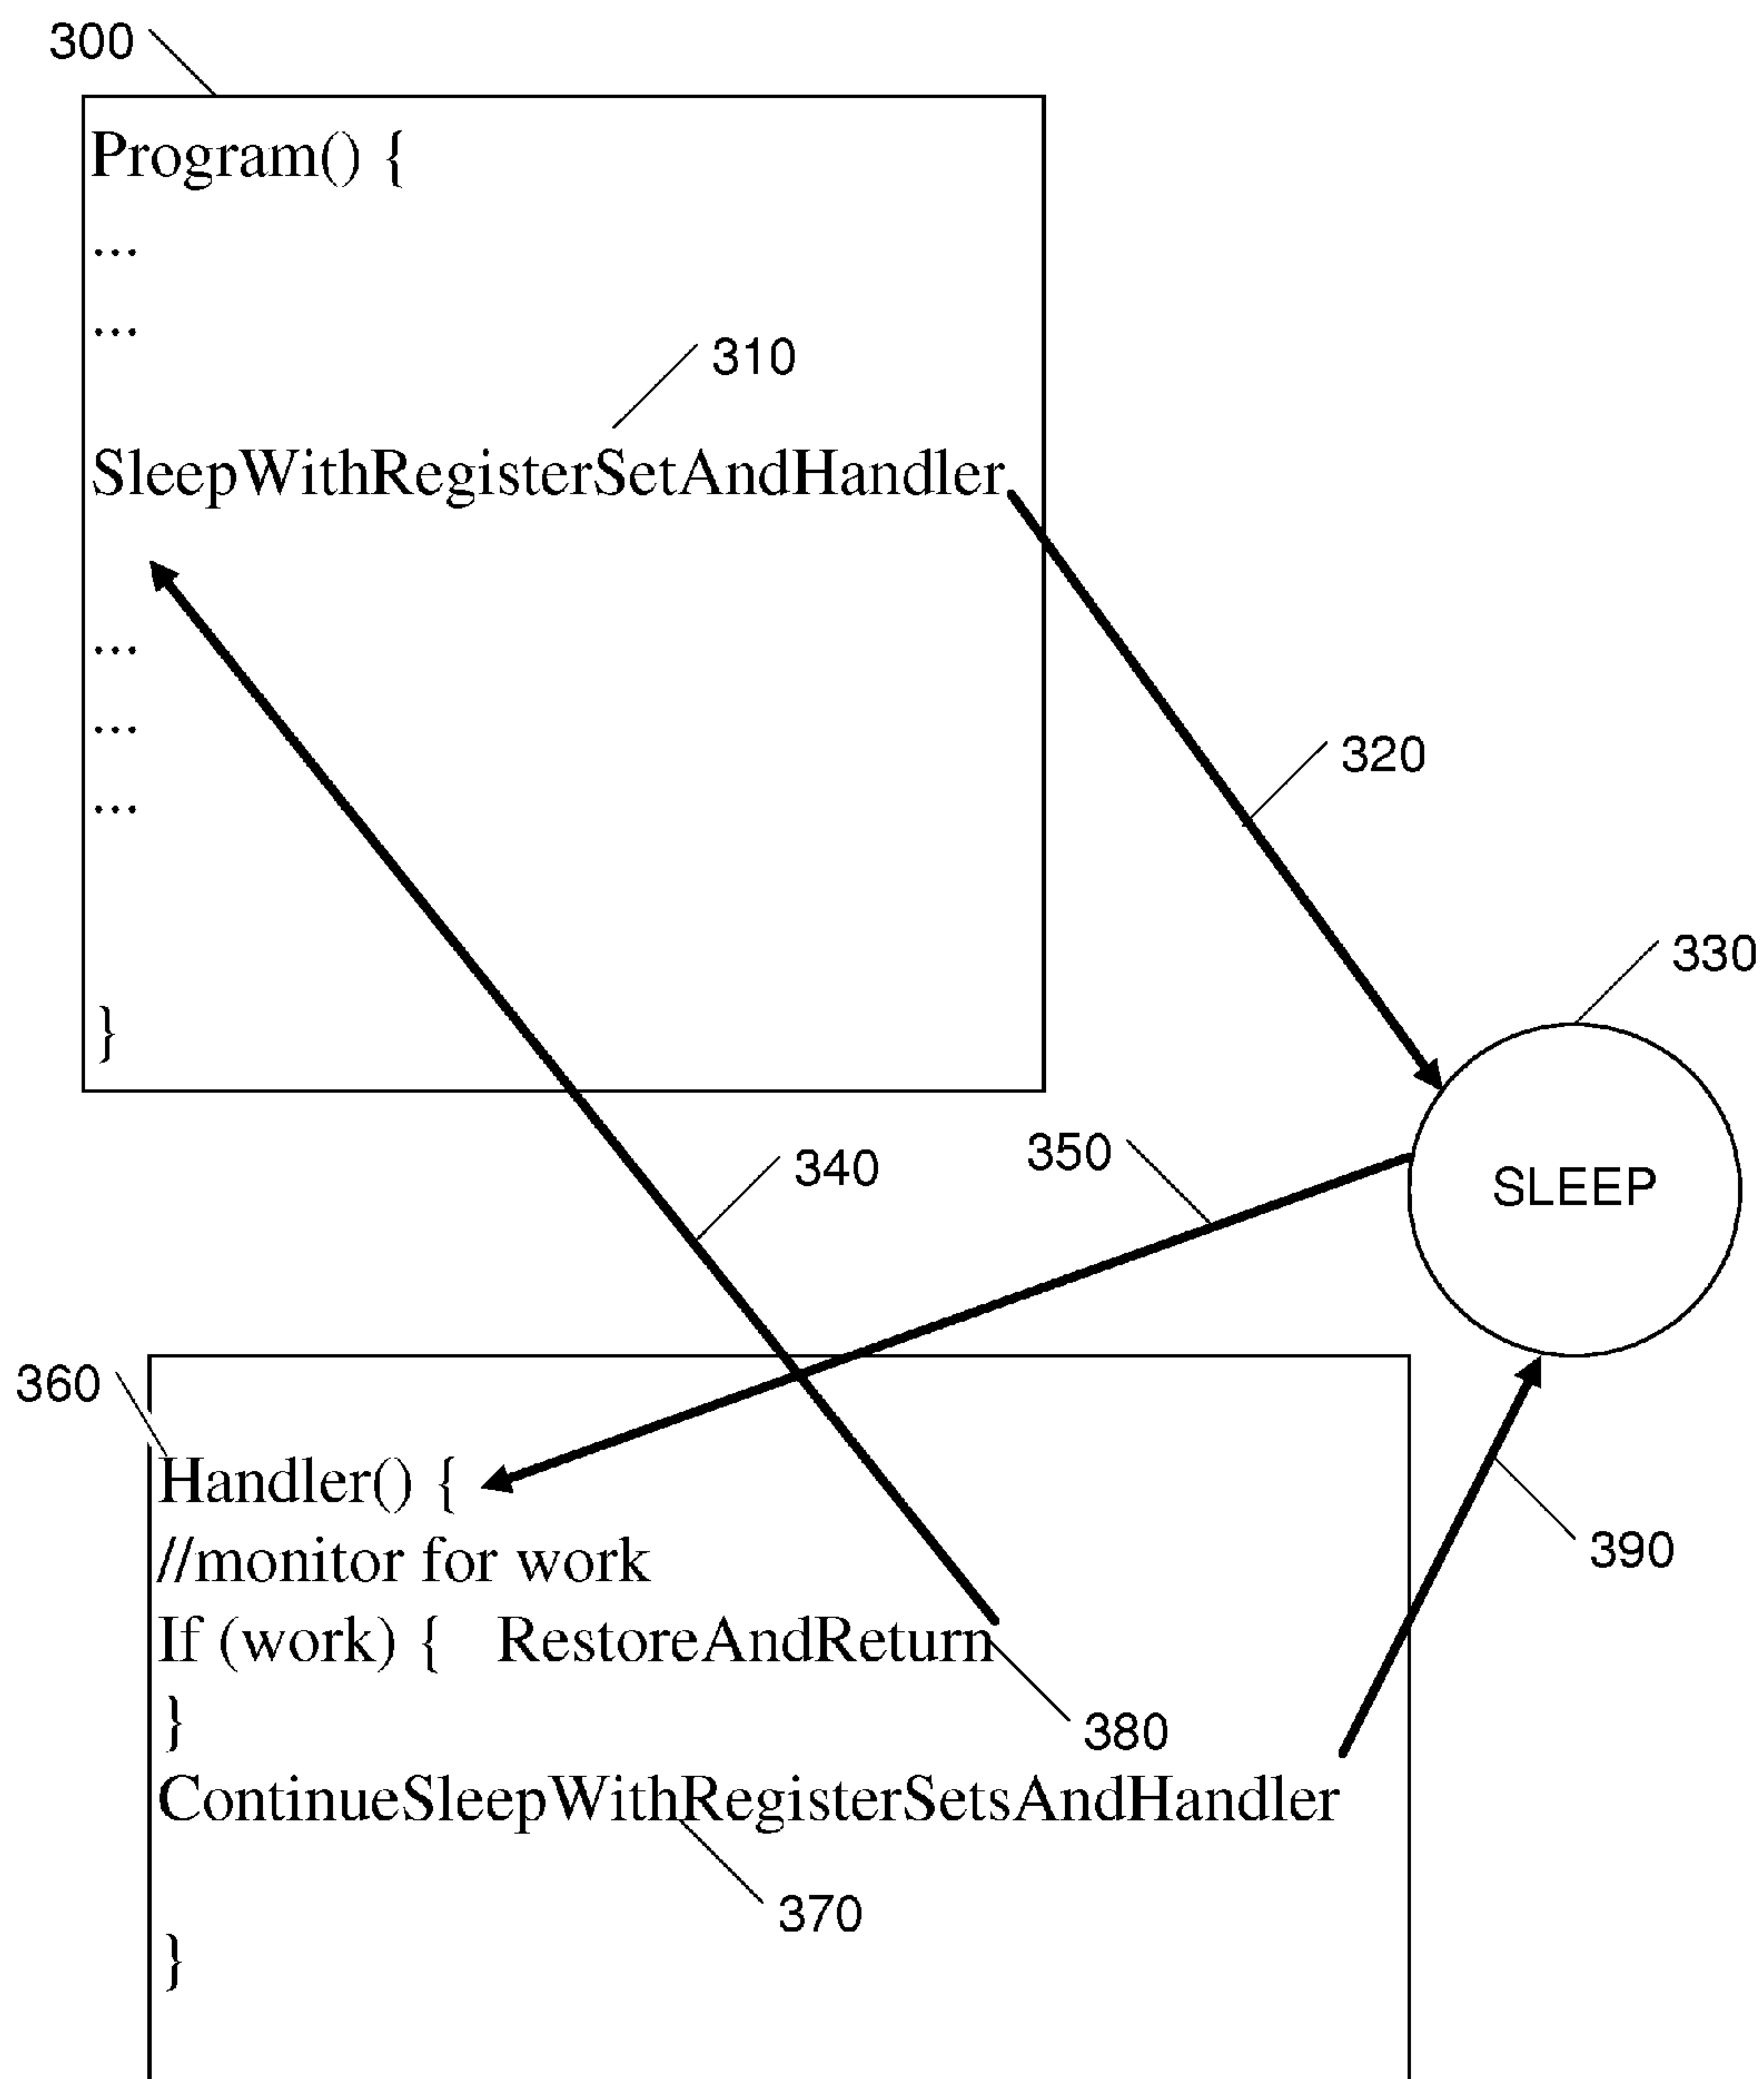 300
Program() {
...
...
310
SleepWithRegisterSetAndHandler
...
...
320
...
330
}
340
350
SLEEP
360
Handler() {
//monitor for work
390
If (work) { RestoreAndReturn
}
380
ContinueSleepWithRegisterSetsAndHandler
370
}